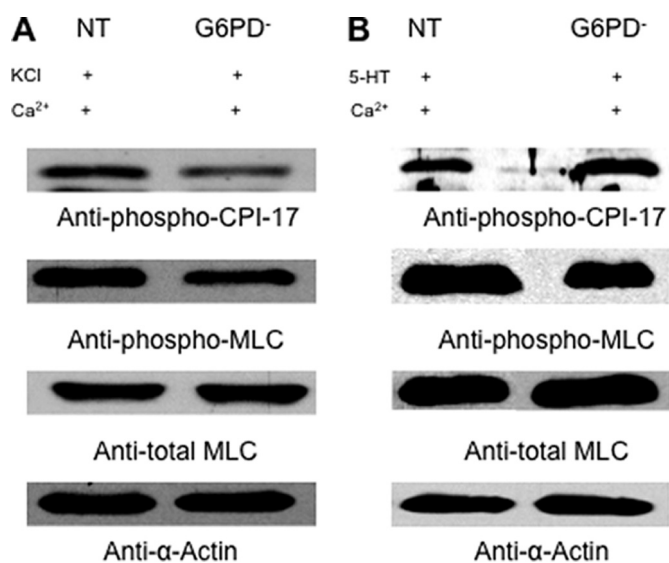 A NT G6PD⁻
KCl + +
Ca²⁺ + +
Anti-phospho-CPI-17
Anti-phospho-MLC
Anti-total MLC
Anti-α-Actin
B NT G6PD⁻
5-HT + +
Ca²⁺ + +
Anti-phospho-CPI-17
Anti-phospho-MLC
Anti-total MLC
Anti-α-Actin